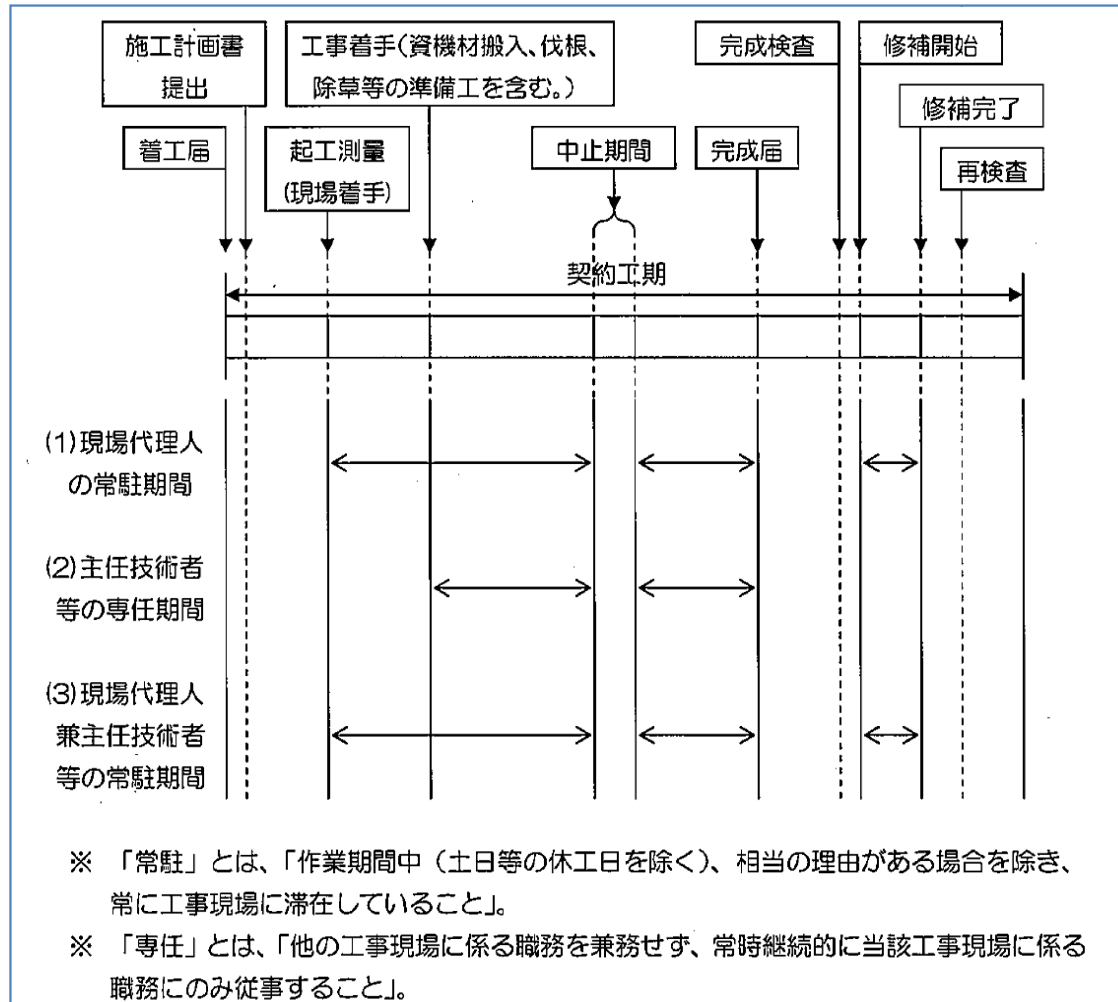 施工計画書
提出
工事着手(資機材搬入、伐根、
除草等の準備工を含む。)
完成検査
修補開始
修補完了
着工届
起工測量
(現場着手)
中止期間
完成届
再検査
契約工期
(1)現場代理人
の常駐期間
(2)主任技術者
等の専任期間
(3)現場代理人
兼主任技術者
等の常駐期間
※ 「常駐」とは、「作業期間中（土日等の休工日を除く）、相当の理由がある場合を除き、
常に工事現場に滞在していること」。
※ 「専任」とは、「他の工事現場に係る職務を兼務せず、常時継続的に当該工事現場に係る
職務にのみ従事すること」。